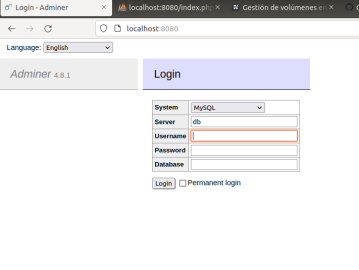 Login - Adminer
localhost:8080/index.php
Gestión de volúmenes e
localhost:8080
Language: English
Adminer 4.8.1
Login
System MySQL
Server db
Username
Password
Database
Login Permanent login